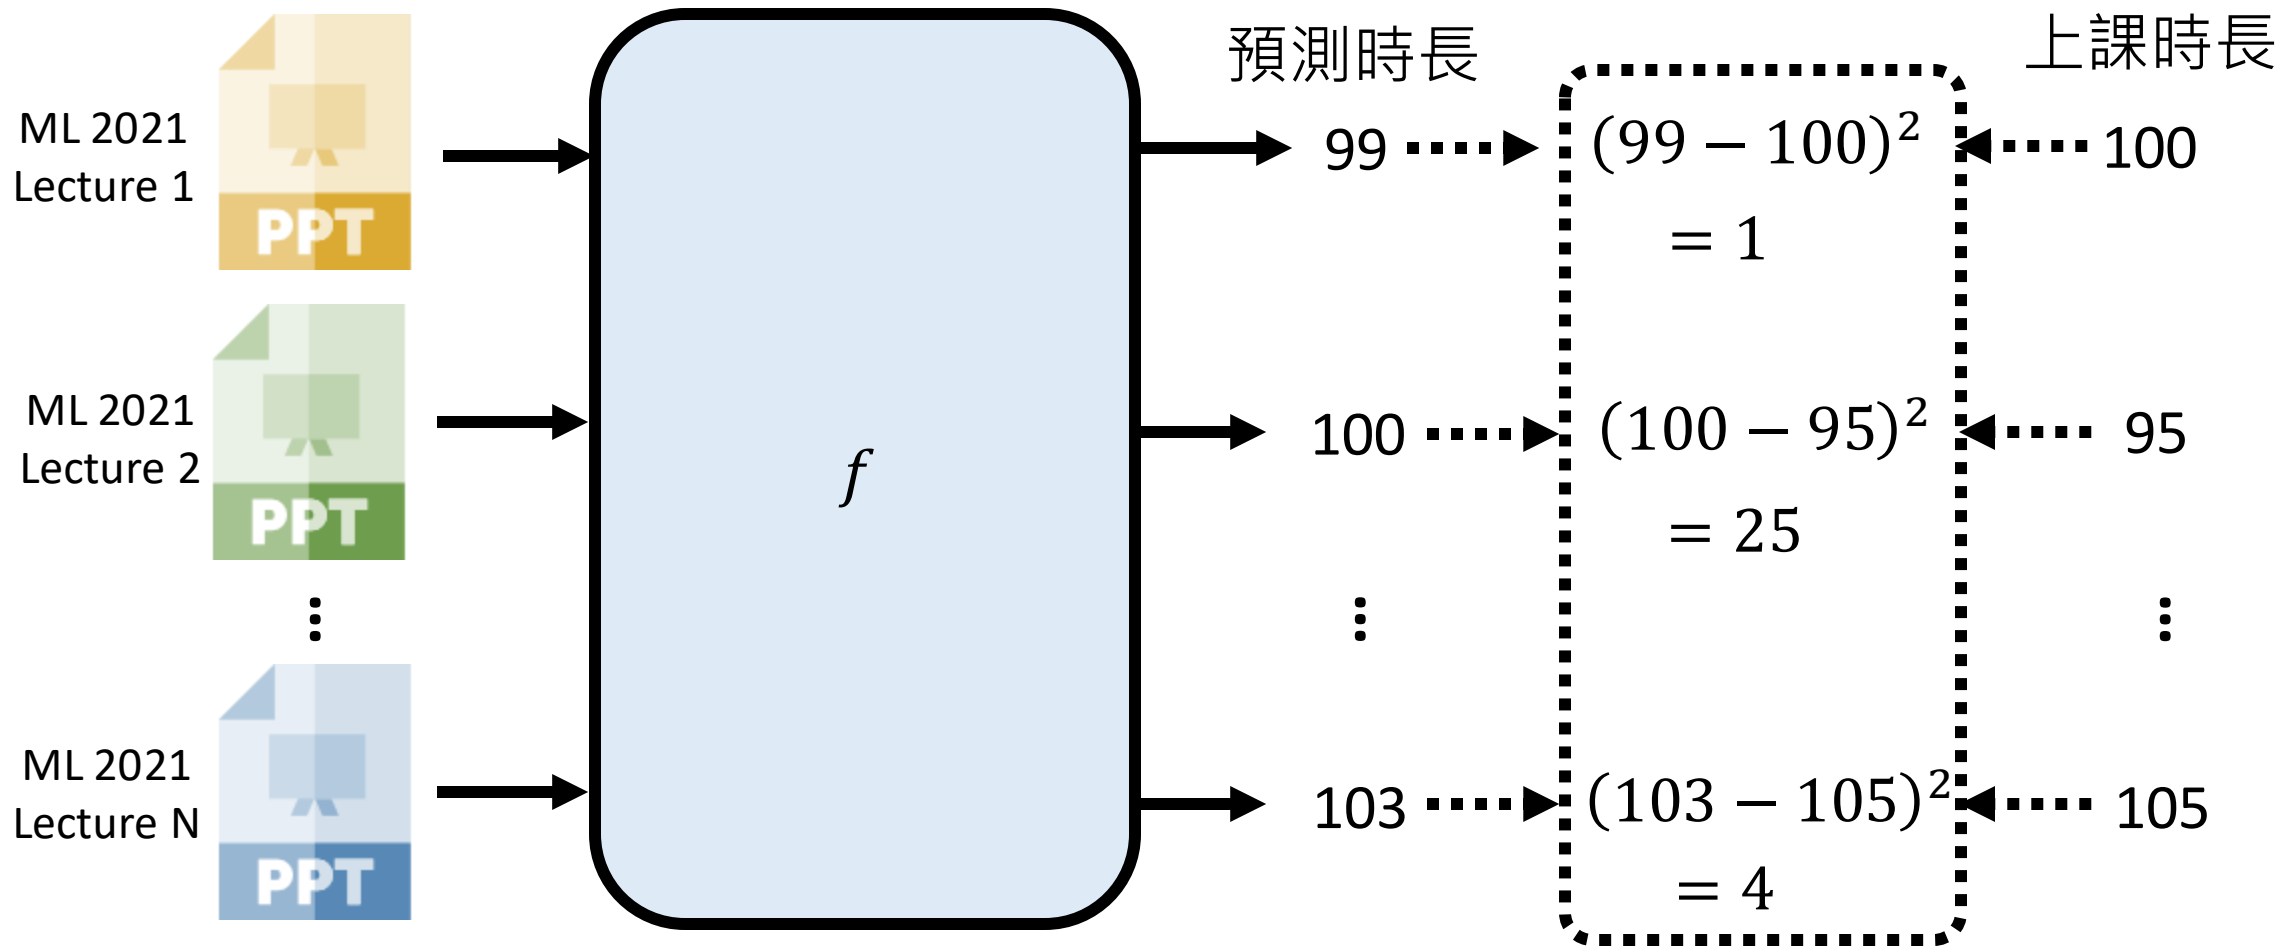 預測時長
上課時長
ML 2021
Lecture 1
PPT
99
(99 − 100)²
= 1
100
ML 2021
Lecture 2
PPT
f
100
(100 − 95)²
= 25
95
⋮
⋮
⋮
ML 2021
Lecture N
PPT
103
(103 − 105)²
= 4
105